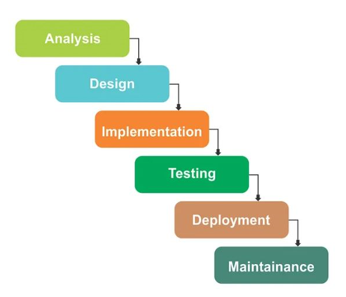 Analysis
Design
Implementation
Testing
Deployment
Maintainance